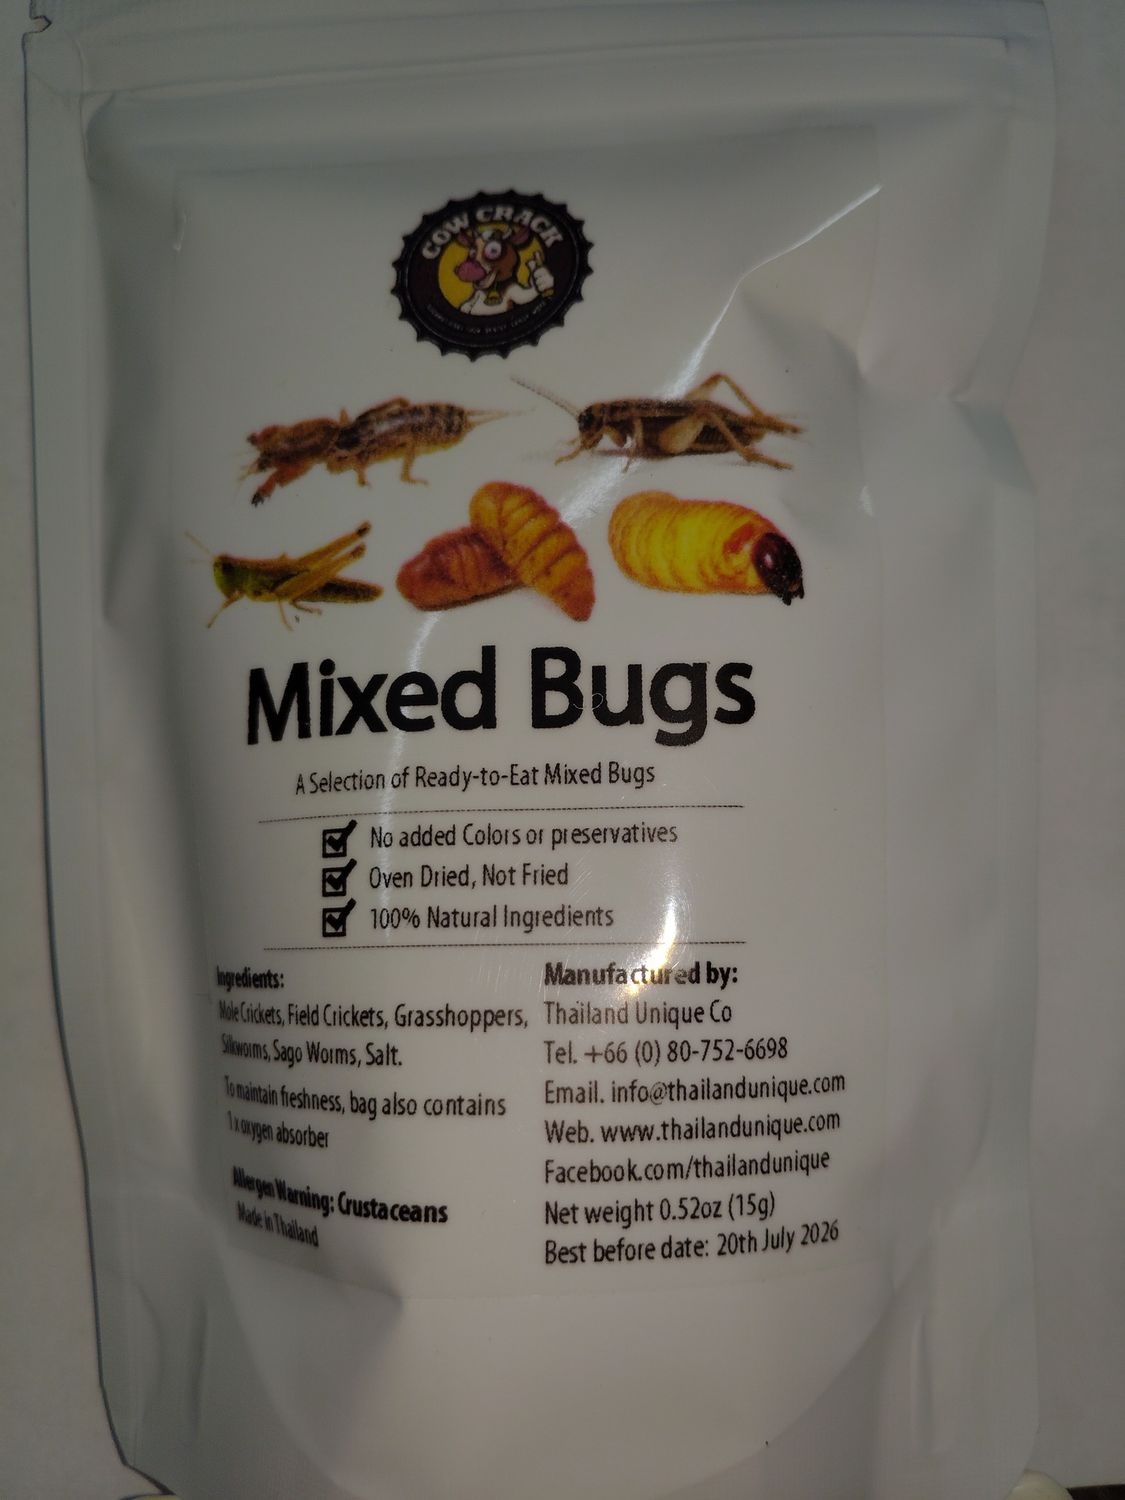 COW CRACK
Mixed Bugs
A Selection of Ready-to-Eat Mixed Bugs
No added Colors or preservatives
Oven Dried, Not Fried
100% Natural Ingredients
Ingredients:
Mole Crickets, Field Crickets, Grasshoppers,
Silkworms, Sago Worms, Salt.
To maintain freshness, bag also contains
1 x oxygen absorber
Allergen Warning: Crustaceans
Made in Thailand
Manufactured by:
Thailand Unique Co
Tel. +66 (0) 80-752-6698
Email. info@thailandunique.com
Web. www.thailandunique.com
Facebook.com/thailandunique
Net weight 0.52oz (15g)
Best before date: 20th July 2026